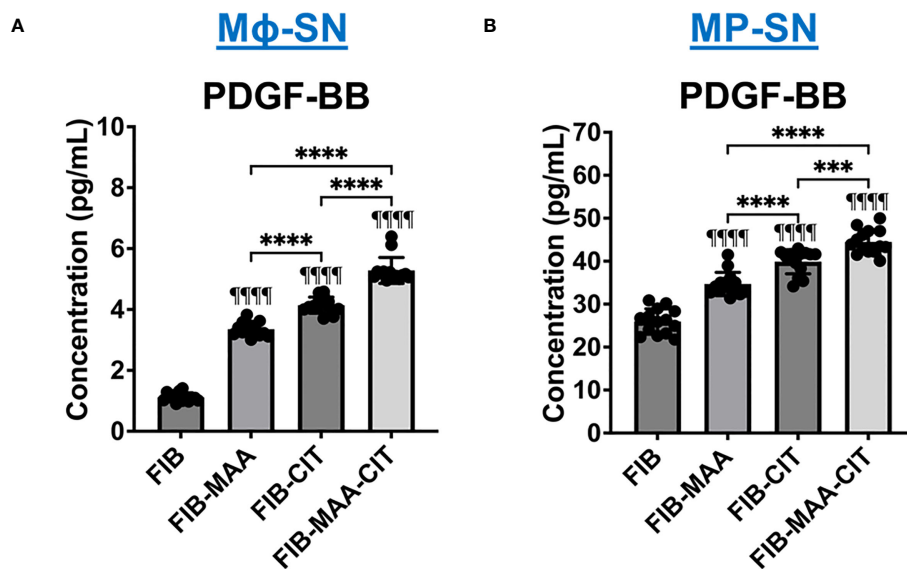 A
Mϕ-SN
PDGF-BB
Concentration (pg/mL)
10
8
6
4
2
0
****
****
****
¶¶¶¶
¶¶¶¶
¶¶¶¶
FIB
FIB-MAA
FIB-CIT
FIB-MAA-CIT
B
MP-SN
PDGF-BB
Concentration (pg/mL)
70
60
50
40
30
20
10
0
****
***
****
¶¶¶¶
¶¶¶¶
¶¶¶¶
FIB
FIB-MAA
FIB-CIT
FIB-MAA-CIT